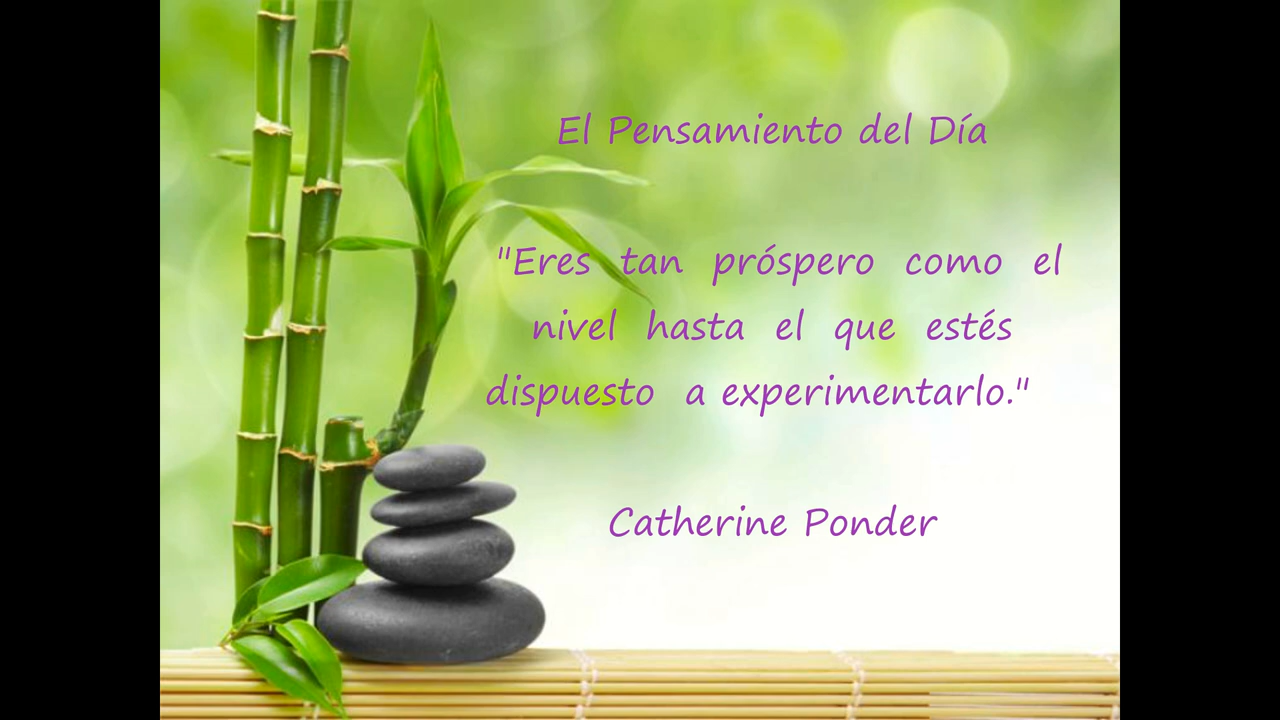 El Pensamiento del Día
"Eres tan próspero como el
nivel hasta el que estés
dispuesto a experimentarlo."
Catherine Ponder